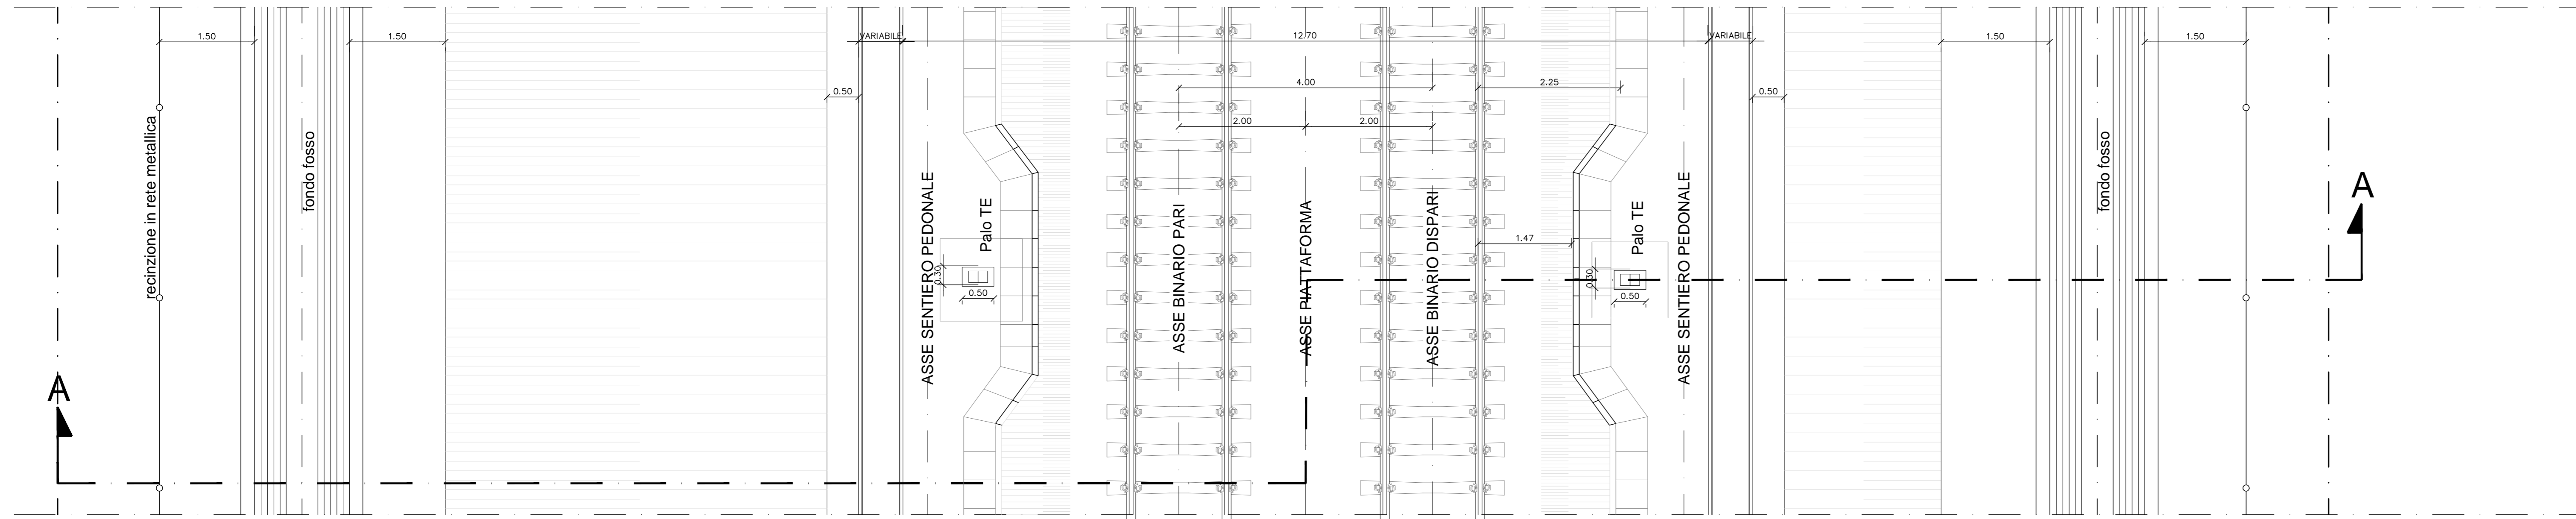 1.50
1.50
VARIABILE
12.70
VARIABILE
1.50
1.50
0.50
4.00
2.25
0.50
2.00
2.00
recinzione in rete metallica
fondo fosso
ASSE SENTIERO PEDONALE
Palo TE
0.30
0.50
ASSE BINARIO PARI
ASSE PIATTAFORMA
ASSE BINARIO DISPARI
1.47
Palo TE
0.30
0.50
ASSE SENTIERO PEDONALE
fondo fosso
A
A